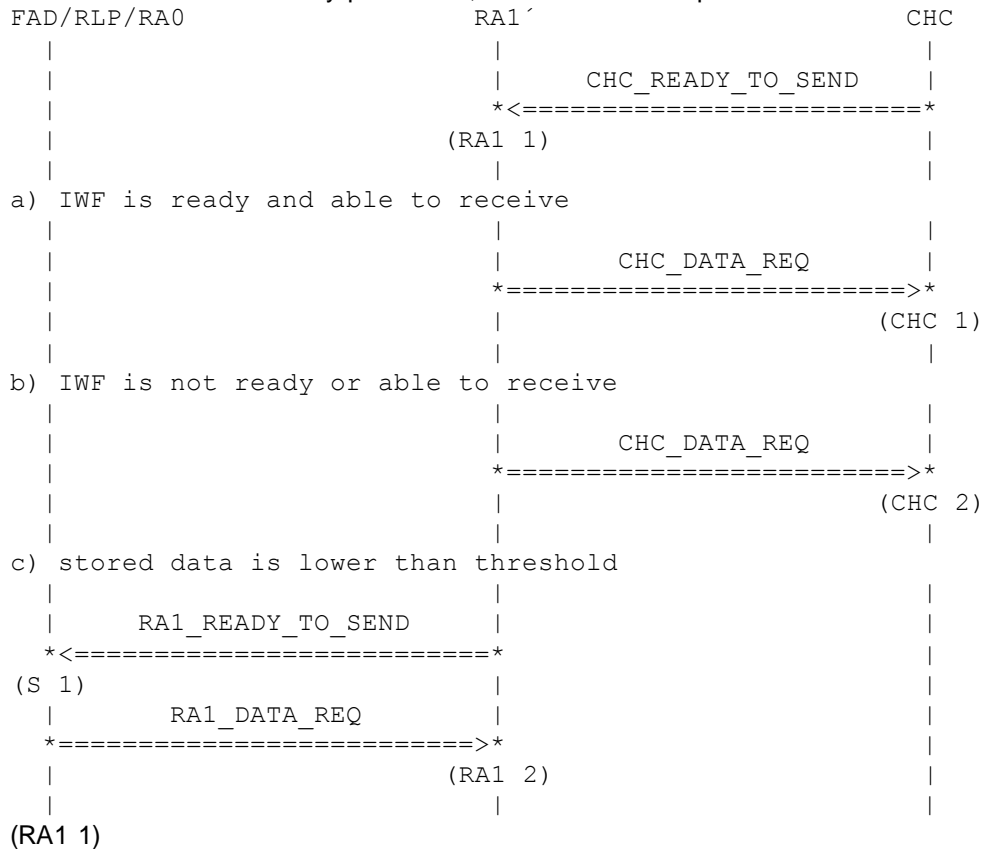 FAD/RLP/RA0 RA1´ CHC
CHC_READY_TO_SEND
*<=========================*
(RA1 1)
a) IWF is ready and able to receive
CHC_DATA_REQ
*=========================>*
(CHC 1)
b) IWF is not ready or able to receive
CHC_DATA_REQ
*=========================>*
(CHC 2)
c) stored data is lower than threshold
RA1_READY_TO_SEND
*<==========================*
(S 1)
RA1_DATA_REQ
*==========================>*
(RA1 2)
(RA1 1)